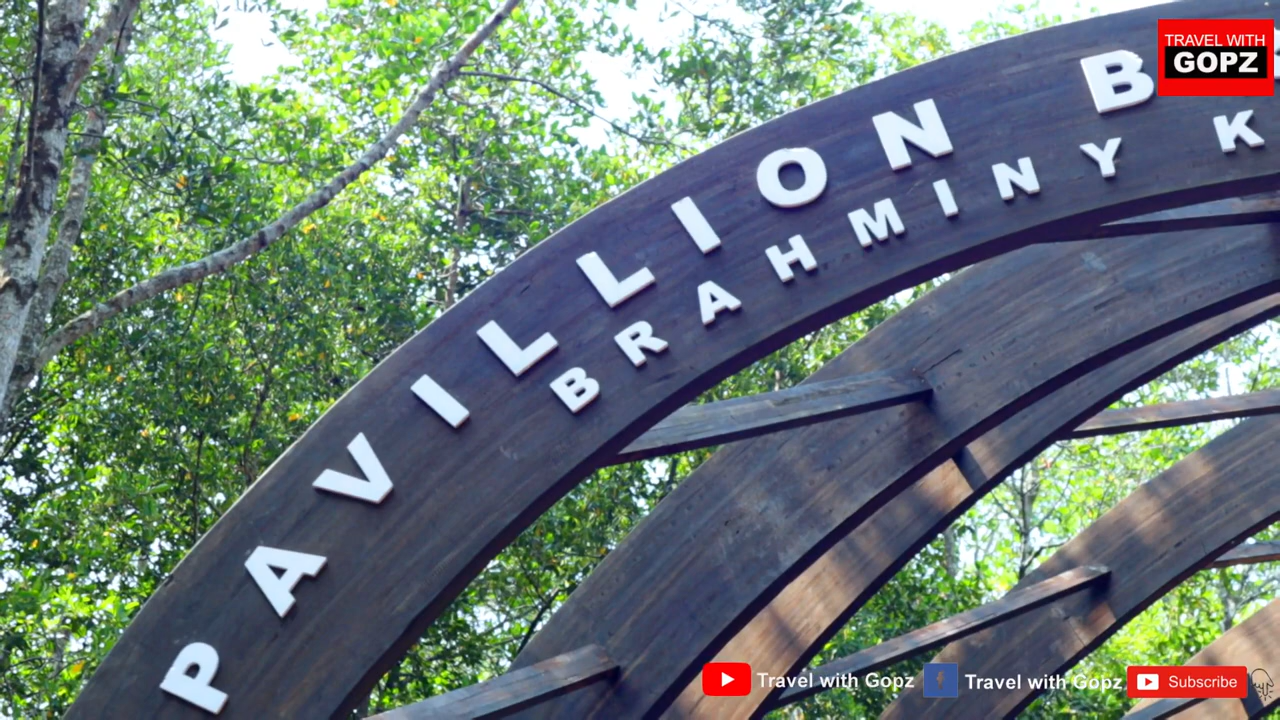 TRAVEL WITH
GOPZ
PAVILLION B
BRAHMINY K
Travel with Gopz
Travel with Gopz
Subscribe